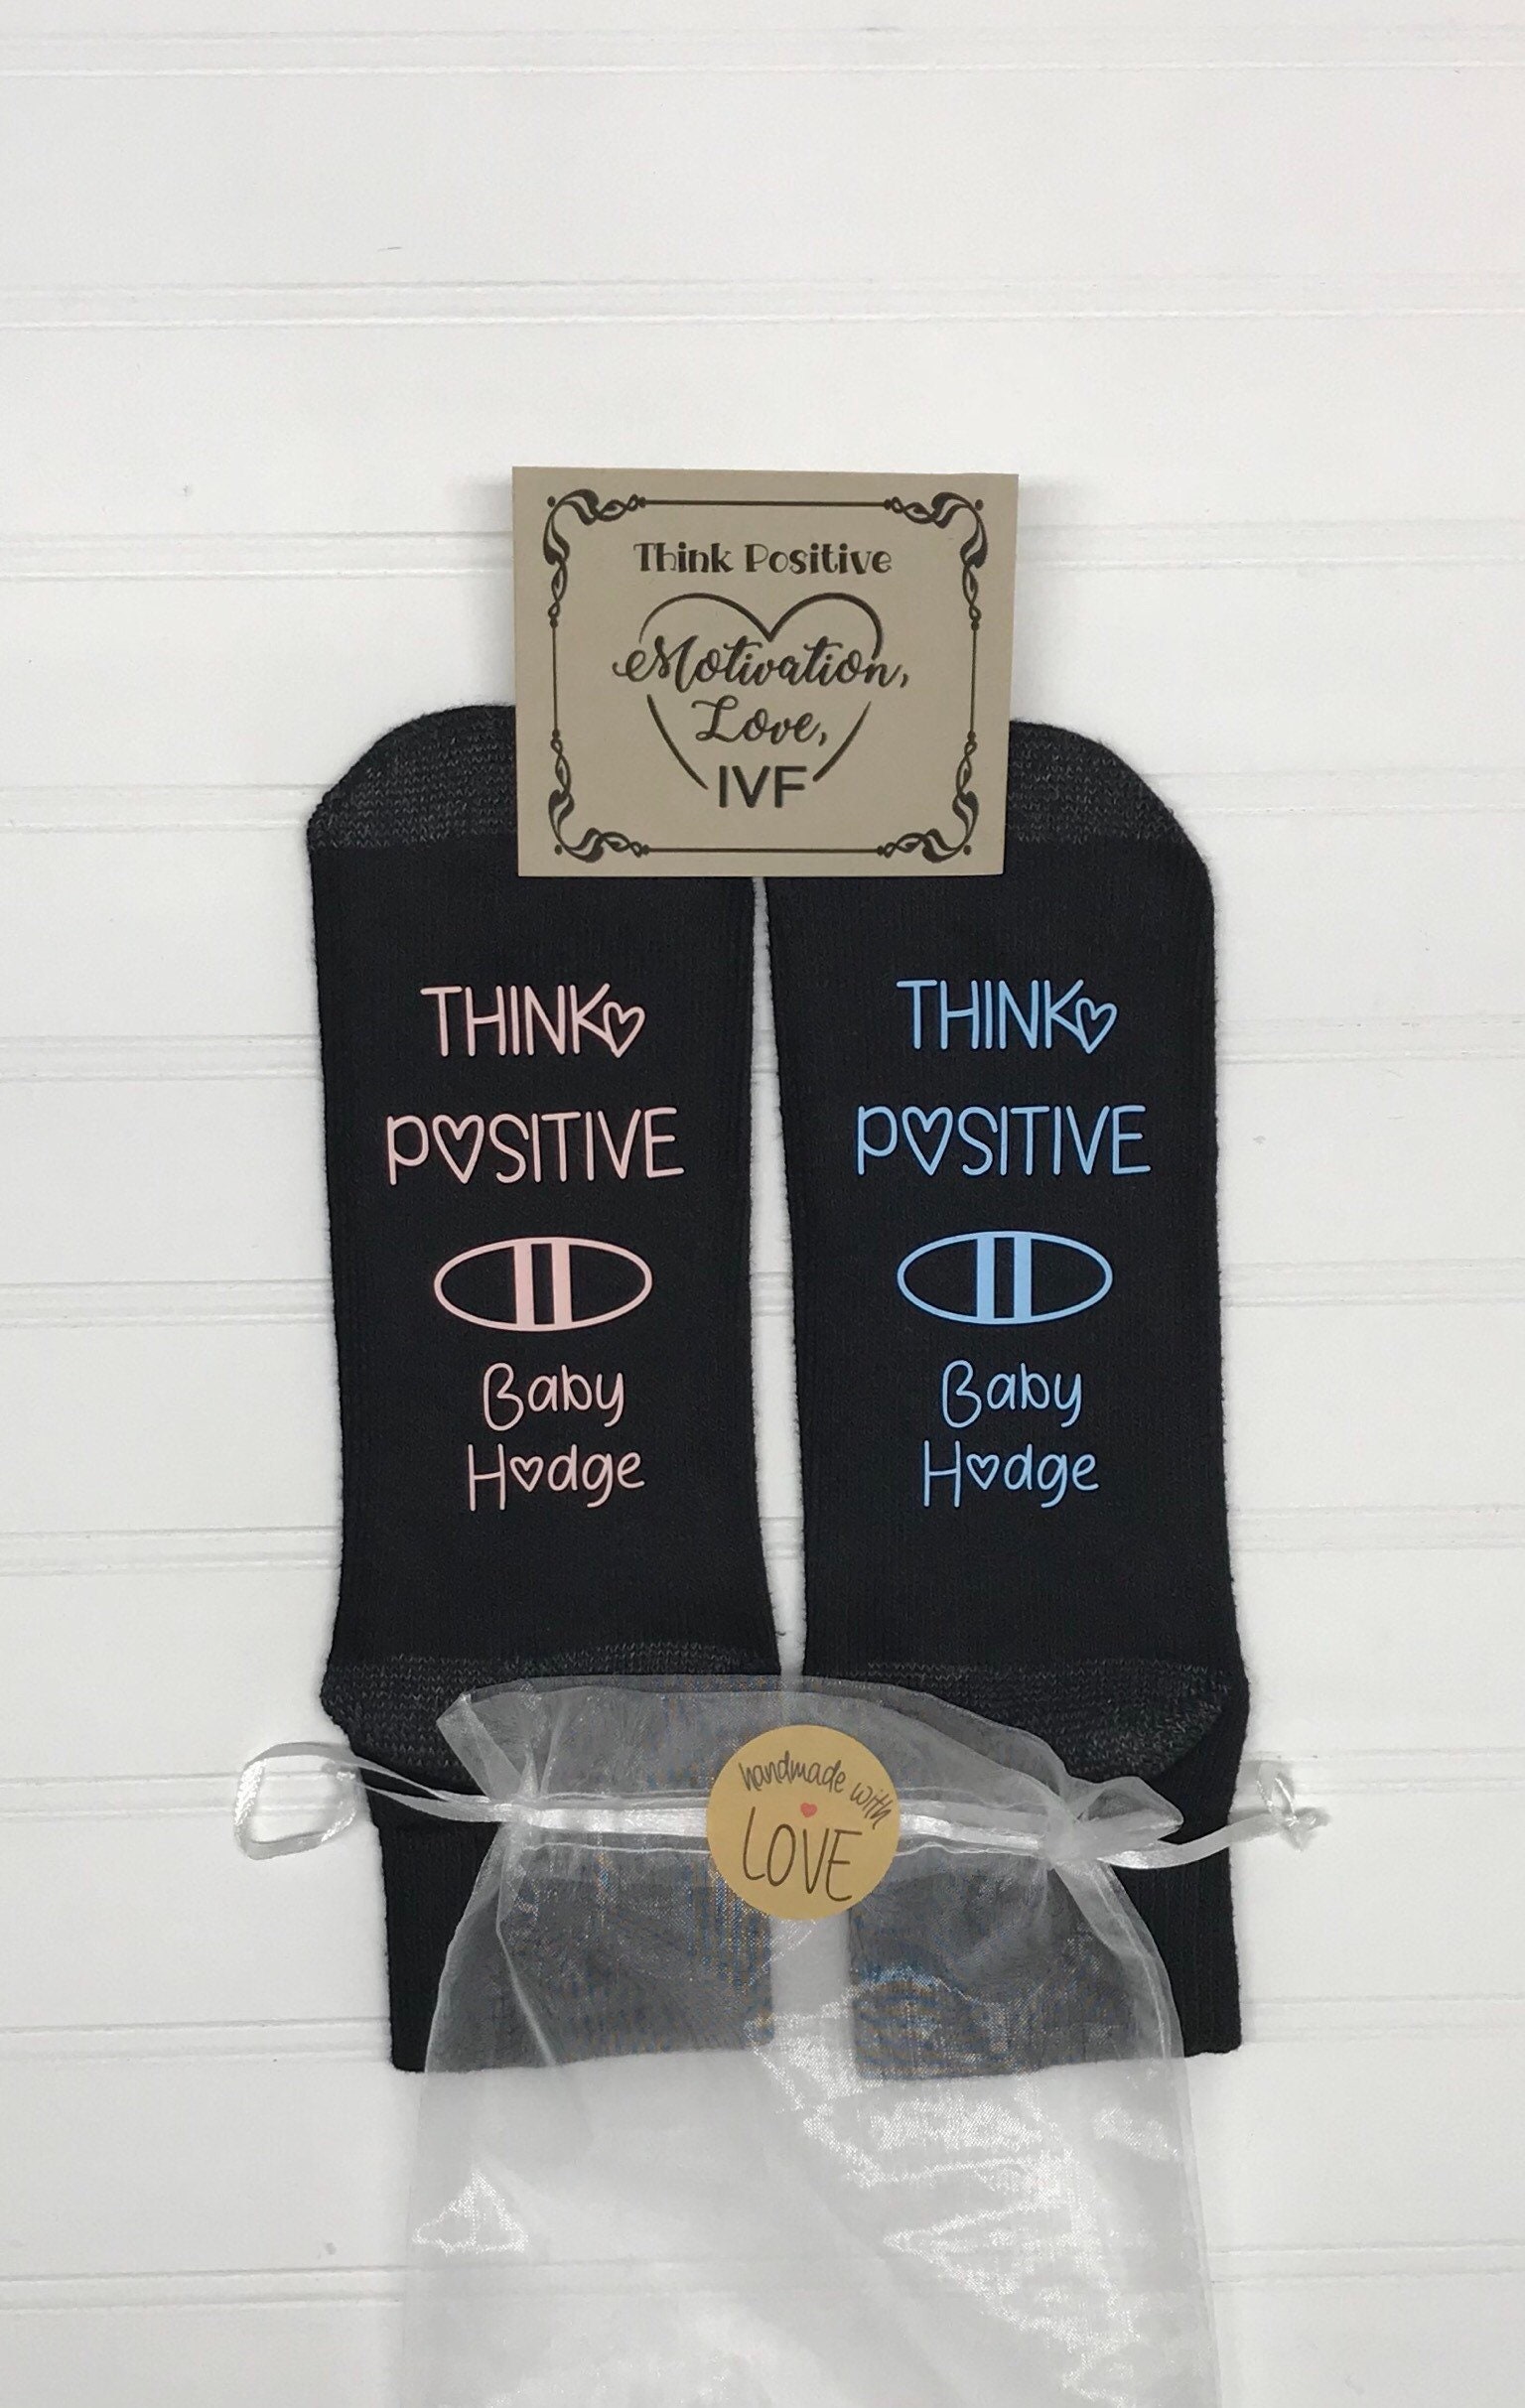 Think Positive
Motivation,
Love,
IVF
THINK
POSITIVE
Baby
Hodge
THINK
POSITIVE
Baby
Hodge
handmade with
LOVE